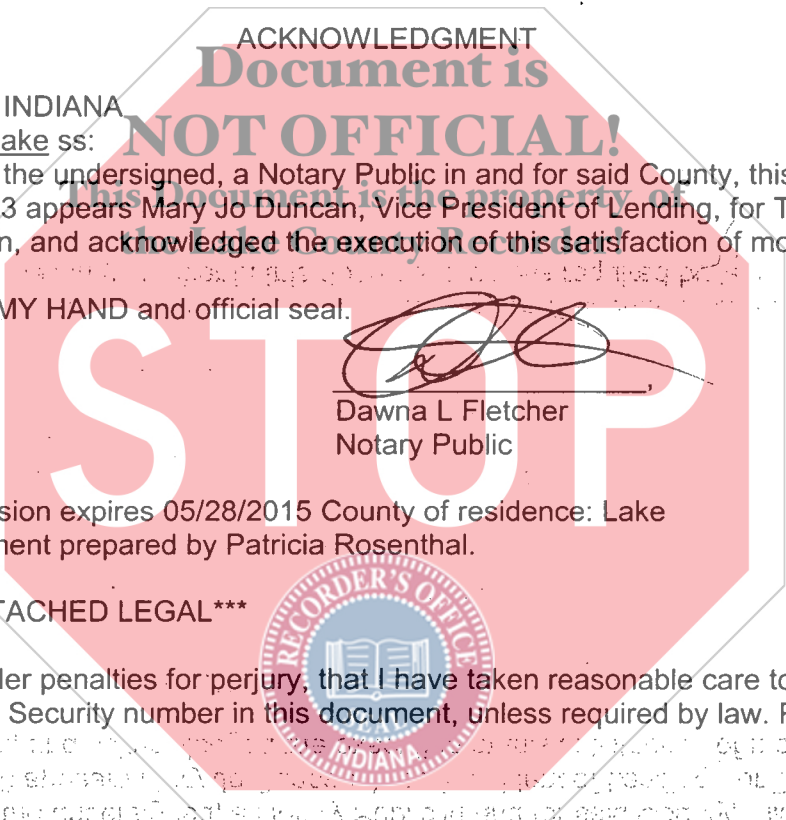 ACKNOWLEDGMENT
Document is
INDIANA
NOT OFFICIAL!
ake ss:
the undersigned, a Notary Public in and for said County, this
This Document is the property of
3 appears Mary Jo Duncan, Vice President of Lending, for T
n, and acknowledged the execution of this satisfaction of mo
the Lake County Recorder!
MY HAND and official seal.
STOP
Dawna L Fletcher
Notary Public
sion expires 05/28/2015 County of residence: Lake
ment prepared by Patricia Rosenthal.
RECORDER'S OFFICE
TACHED LEGAL***
der penalties for perjury, that I have taken reasonable care to
Security number in this document, unless required by law. P
SEAL
INDIANA